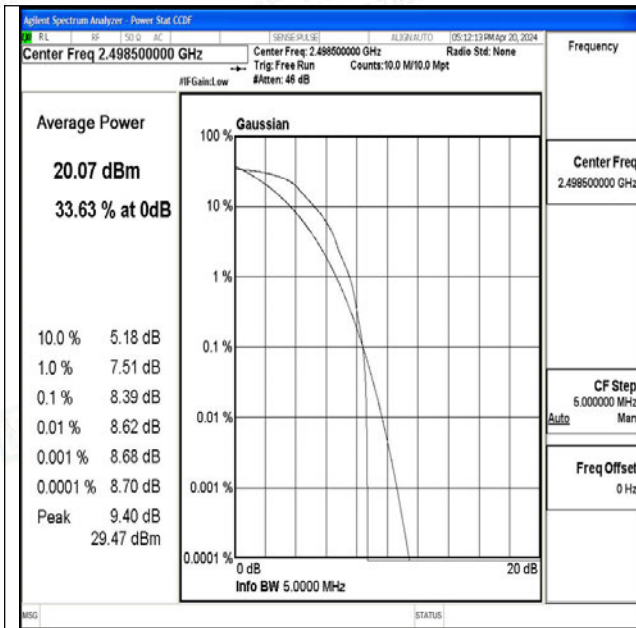 Agilent Spectrum Analyzer - Power Stat CCDF
RL RF 50 Ω AC SENSE:PULSE ALIGN AUTO 05:12:13 PM Apr 20, 2024
Center Freq 2.498500000 GHz
Center Freq: 2.498500000 GHz Radio Std: None
Trig: Free Run Counts:10.0 M/10.0 Mpt
#IFGain:Low #Atten: 46 dB
Frequency
Average Power
20.07 dBm
33.63 % at 0dB
10.0 % 5.18 dB
1.0 % 7.51 dB
0.1 % 8.39 dB
0.01 % 8.62 dB
0.001 % 8.68 dB
0.0001 % 8.70 dB
Peak 9.40 dB
29.47 dBm
Gaussian
100 %
10 %
1 %
0.1 %
0.01 %
0.001 %
0.0001 %
0 dB 20 dB
Info BW 5.0000 MHz
Center Freq
2.498500000 GHz
CF Step
5.000000 MHz
Auto Man
Freq Offset
0 Hz
MSG STATUS